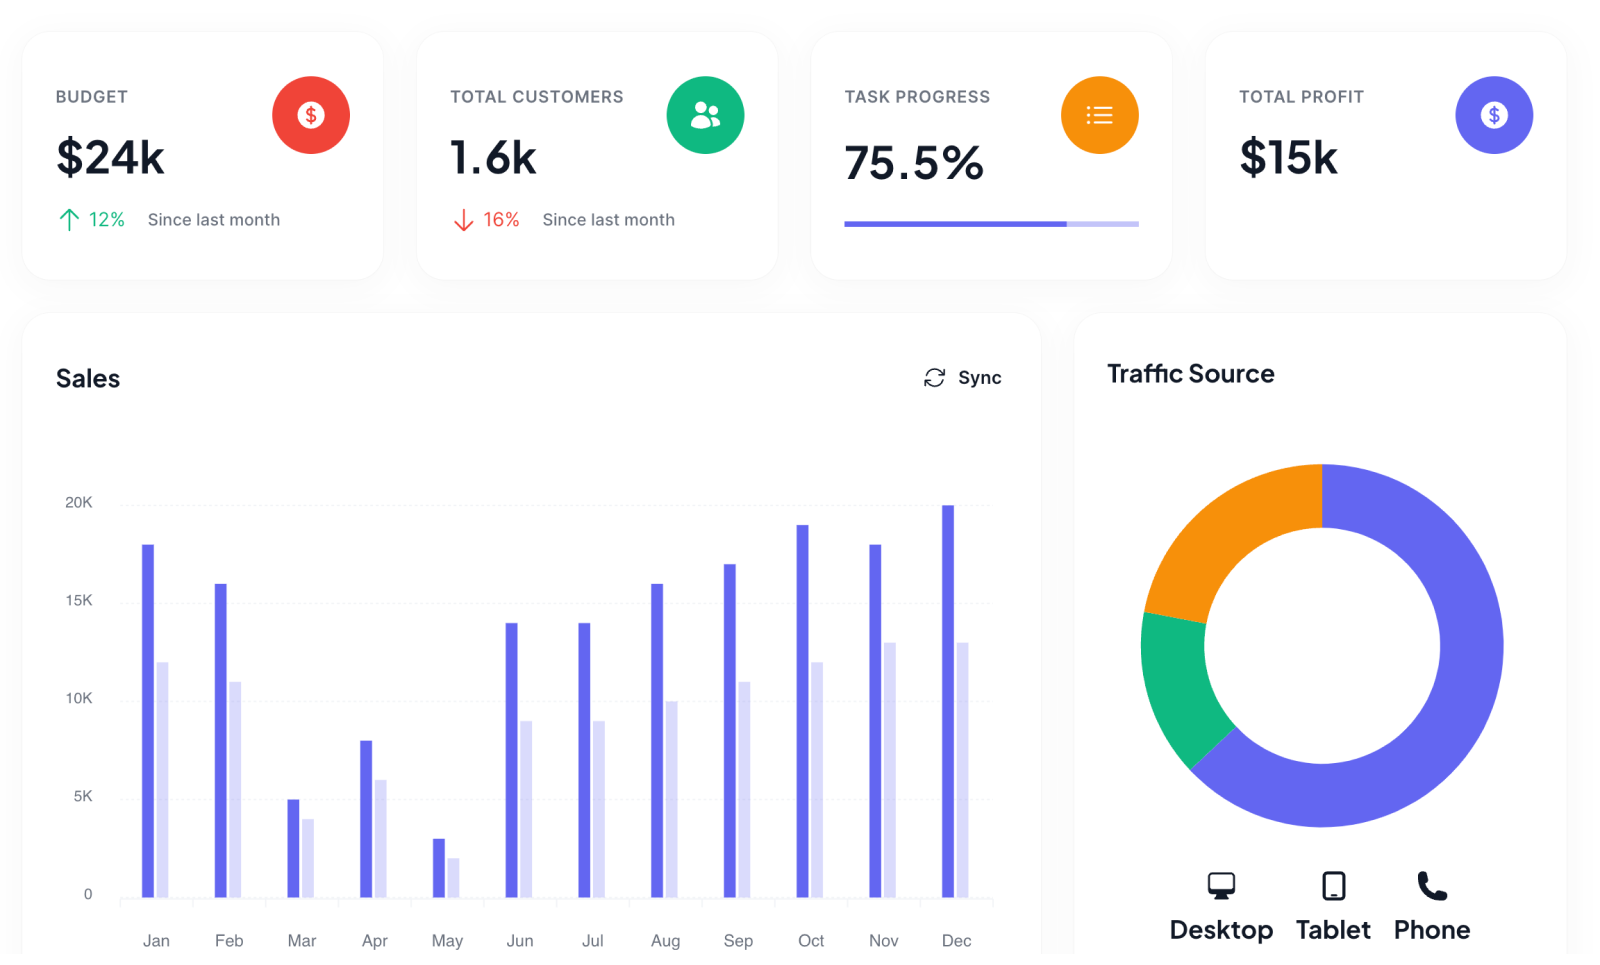 BUDGET
$24k
12% Since last month
TOTAL CUSTOMERS
1.6k
16% Since last month
TASK PROGRESS
75.5%
TOTAL PROFIT
$15k
Sales
Sync
20K
15K
10K
5K
0
Jan Feb Mar Apr May Jun Jul Aug Sep Oct Nov Dec
Traffic Source
Desktop Tablet Phone